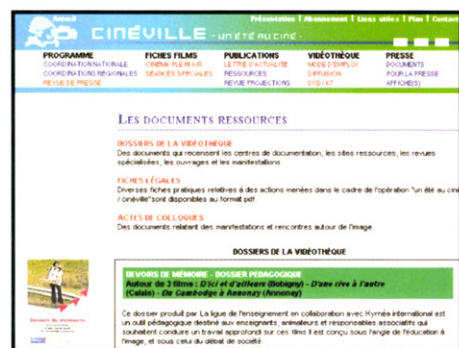 Accueil
Présentation | Abonnement | Liens utiles | Plan | Contact
CINÉVILLE - UN ÉTÉ AU CINÉ -
PROGRAMME FICHES FILMS PUBLICATIONS VIDÉOTHÈQUE PRESSE
COORDINATION NATIONALE CINÉMA PLEIN AIR LETTRE D'ACTUALITÉ MODE D'EMPLOI DOCUMENTS
COORDINATIONS RÉGIONALES SÉANCES SPÉCIALES RESSOURCES DIFFUSION POUR LA PRESSE
REVUE DE PRESSE REVUE PROJECTIONS DVD / K7 AFFICHE(S)
LES DOCUMENTS RESSOURCES
DOSSIERS DE LA VIDÉOTHÈQUE
Des documents qui recensent les centres de documentation, les sites ressources, les revues
spécialisées, les ouvrages et les manifestations.
FICHES LÉGALES
Diverses fiches pratiques relatives à des actions menées dans le cadre de l'opération "un été au ciné
/ cinéville"sont disponibles au format pdf.
ACTES DE COLLOQUES
Des documents relatant des manifestations et rencontres autour de l'image.
DOSSIERS DE LA VIDÉOTHÈQUE
DEVOIRS DE MÉMOIRE - DOSSIER PÉDAGOGIQUE
Autour de 3 films : D'ici et d'ailleurs (Bobigny) - D'une rive à l'autre
(Calais) - Du Cambodge à Annonay (Annonay)
Ce dossier produit par La ligue de l'enseignement en collaboration avec Kyrnéa international est
un outil pédagogique destiné aux enseignants, animateurs et responsables associatifs qui
souhaitent conduire un travail approfondi sur ces films. Il est conçu sous l'angle de l'éducation à
l'image, et sous celui du débat de société.